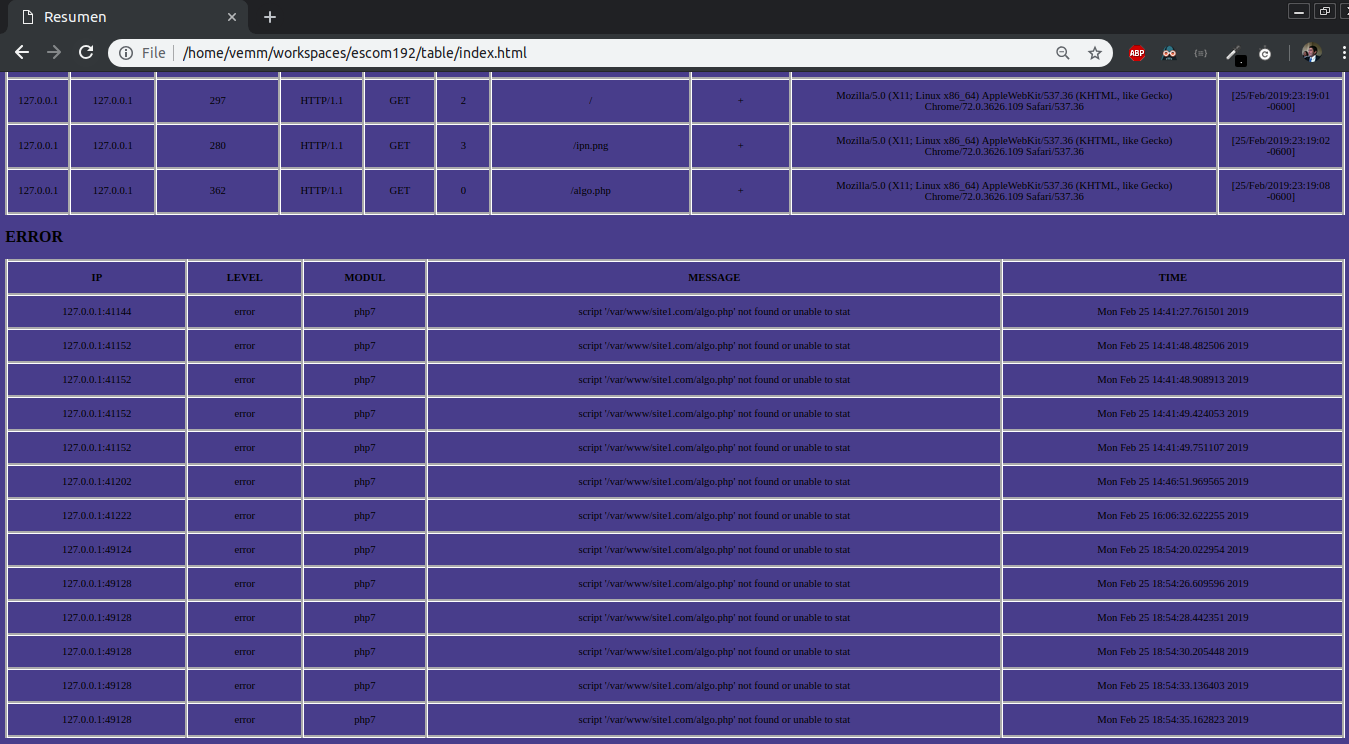 Resumen
File /home/vemm/workspaces/escom192/table/index.html
ABP
127.0.0.1 127.0.0.1 297 HTTP/1.1 GET 2 / + Mozilla/5.0 (X11; Linux x86_64) AppleWebKit/537.36 (KHTML, like Gecko) Chrome/72.0.3626.109 Safari/537.36 [25/Feb/2019:23:19:01 -0600]
127.0.0.1 127.0.0.1 280 HTTP/1.1 GET 3 /ipn.png + Mozilla/5.0 (X11; Linux x86_64) AppleWebKit/537.36 (KHTML, like Gecko) Chrome/72.0.3626.109 Safari/537.36 [25/Feb/2019:23:19:02 -0600]
127.0.0.1 127.0.0.1 362 HTTP/1.1 GET 0 /algo.php + Mozilla/5.0 (X11; Linux x86_64) AppleWebKit/537.36 (KHTML, like Gecko) Chrome/72.0.3626.109 Safari/537.36 [25/Feb/2019:23:19:08 -0600]
ERROR
IP LEVEL MODUL MESSAGE TIME
127.0.0.1:41144 error php7 script '/var/www/site1.com/algo.php' not found or unable to stat Mon Feb 25 14:41:27.761501 2019
127.0.0.1:41152 error php7 script '/var/www/site1.com/algo.php' not found or unable to stat Mon Feb 25 14:41:48.482506 2019
127.0.0.1:41152 error php7 script '/var/www/site1.com/algo.php' not found or unable to stat Mon Feb 25 14:41:48.908913 2019
127.0.0.1:41152 error php7 script '/var/www/site1.com/algo.php' not found or unable to stat Mon Feb 25 14:41:49.424053 2019
127.0.0.1:41152 error php7 script '/var/www/site1.com/algo.php' not found or unable to stat Mon Feb 25 14:41:49.751107 2019
127.0.0.1:41202 error php7 script '/var/www/site1.com/algo.php' not found or unable to stat Mon Feb 25 14:46:51.969565 2019
127.0.0.1:41222 error php7 script '/var/www/site1.com/algo.php' not found or unable to stat Mon Feb 25 16:06:32.622255 2019
127.0.0.1:49124 error php7 script '/var/www/site1.com/algo.php' not found or unable to stat Mon Feb 25 18:54:20.022954 2019
127.0.0.1:49128 error php7 script '/var/www/site1.com/algo.php' not found or unable to stat Mon Feb 25 18:54:26.609596 2019
127.0.0.1:49128 error php7 script '/var/www/site1.com/algo.php' not found or unable to stat Mon Feb 25 18:54:28.442351 2019
127.0.0.1:49128 error php7 script '/var/www/site1.com/algo.php' not found or unable to stat Mon Feb 25 18:54:30.205448 2019
127.0.0.1:49128 error php7 script '/var/www/site1.com/algo.php' not found or unable to stat Mon Feb 25 18:54:33.136403 2019
127.0.0.1:49128 error php7 script '/var/www/site1.com/algo.php' not found or unable to stat Mon Feb 25 18:54:35.162823 2019